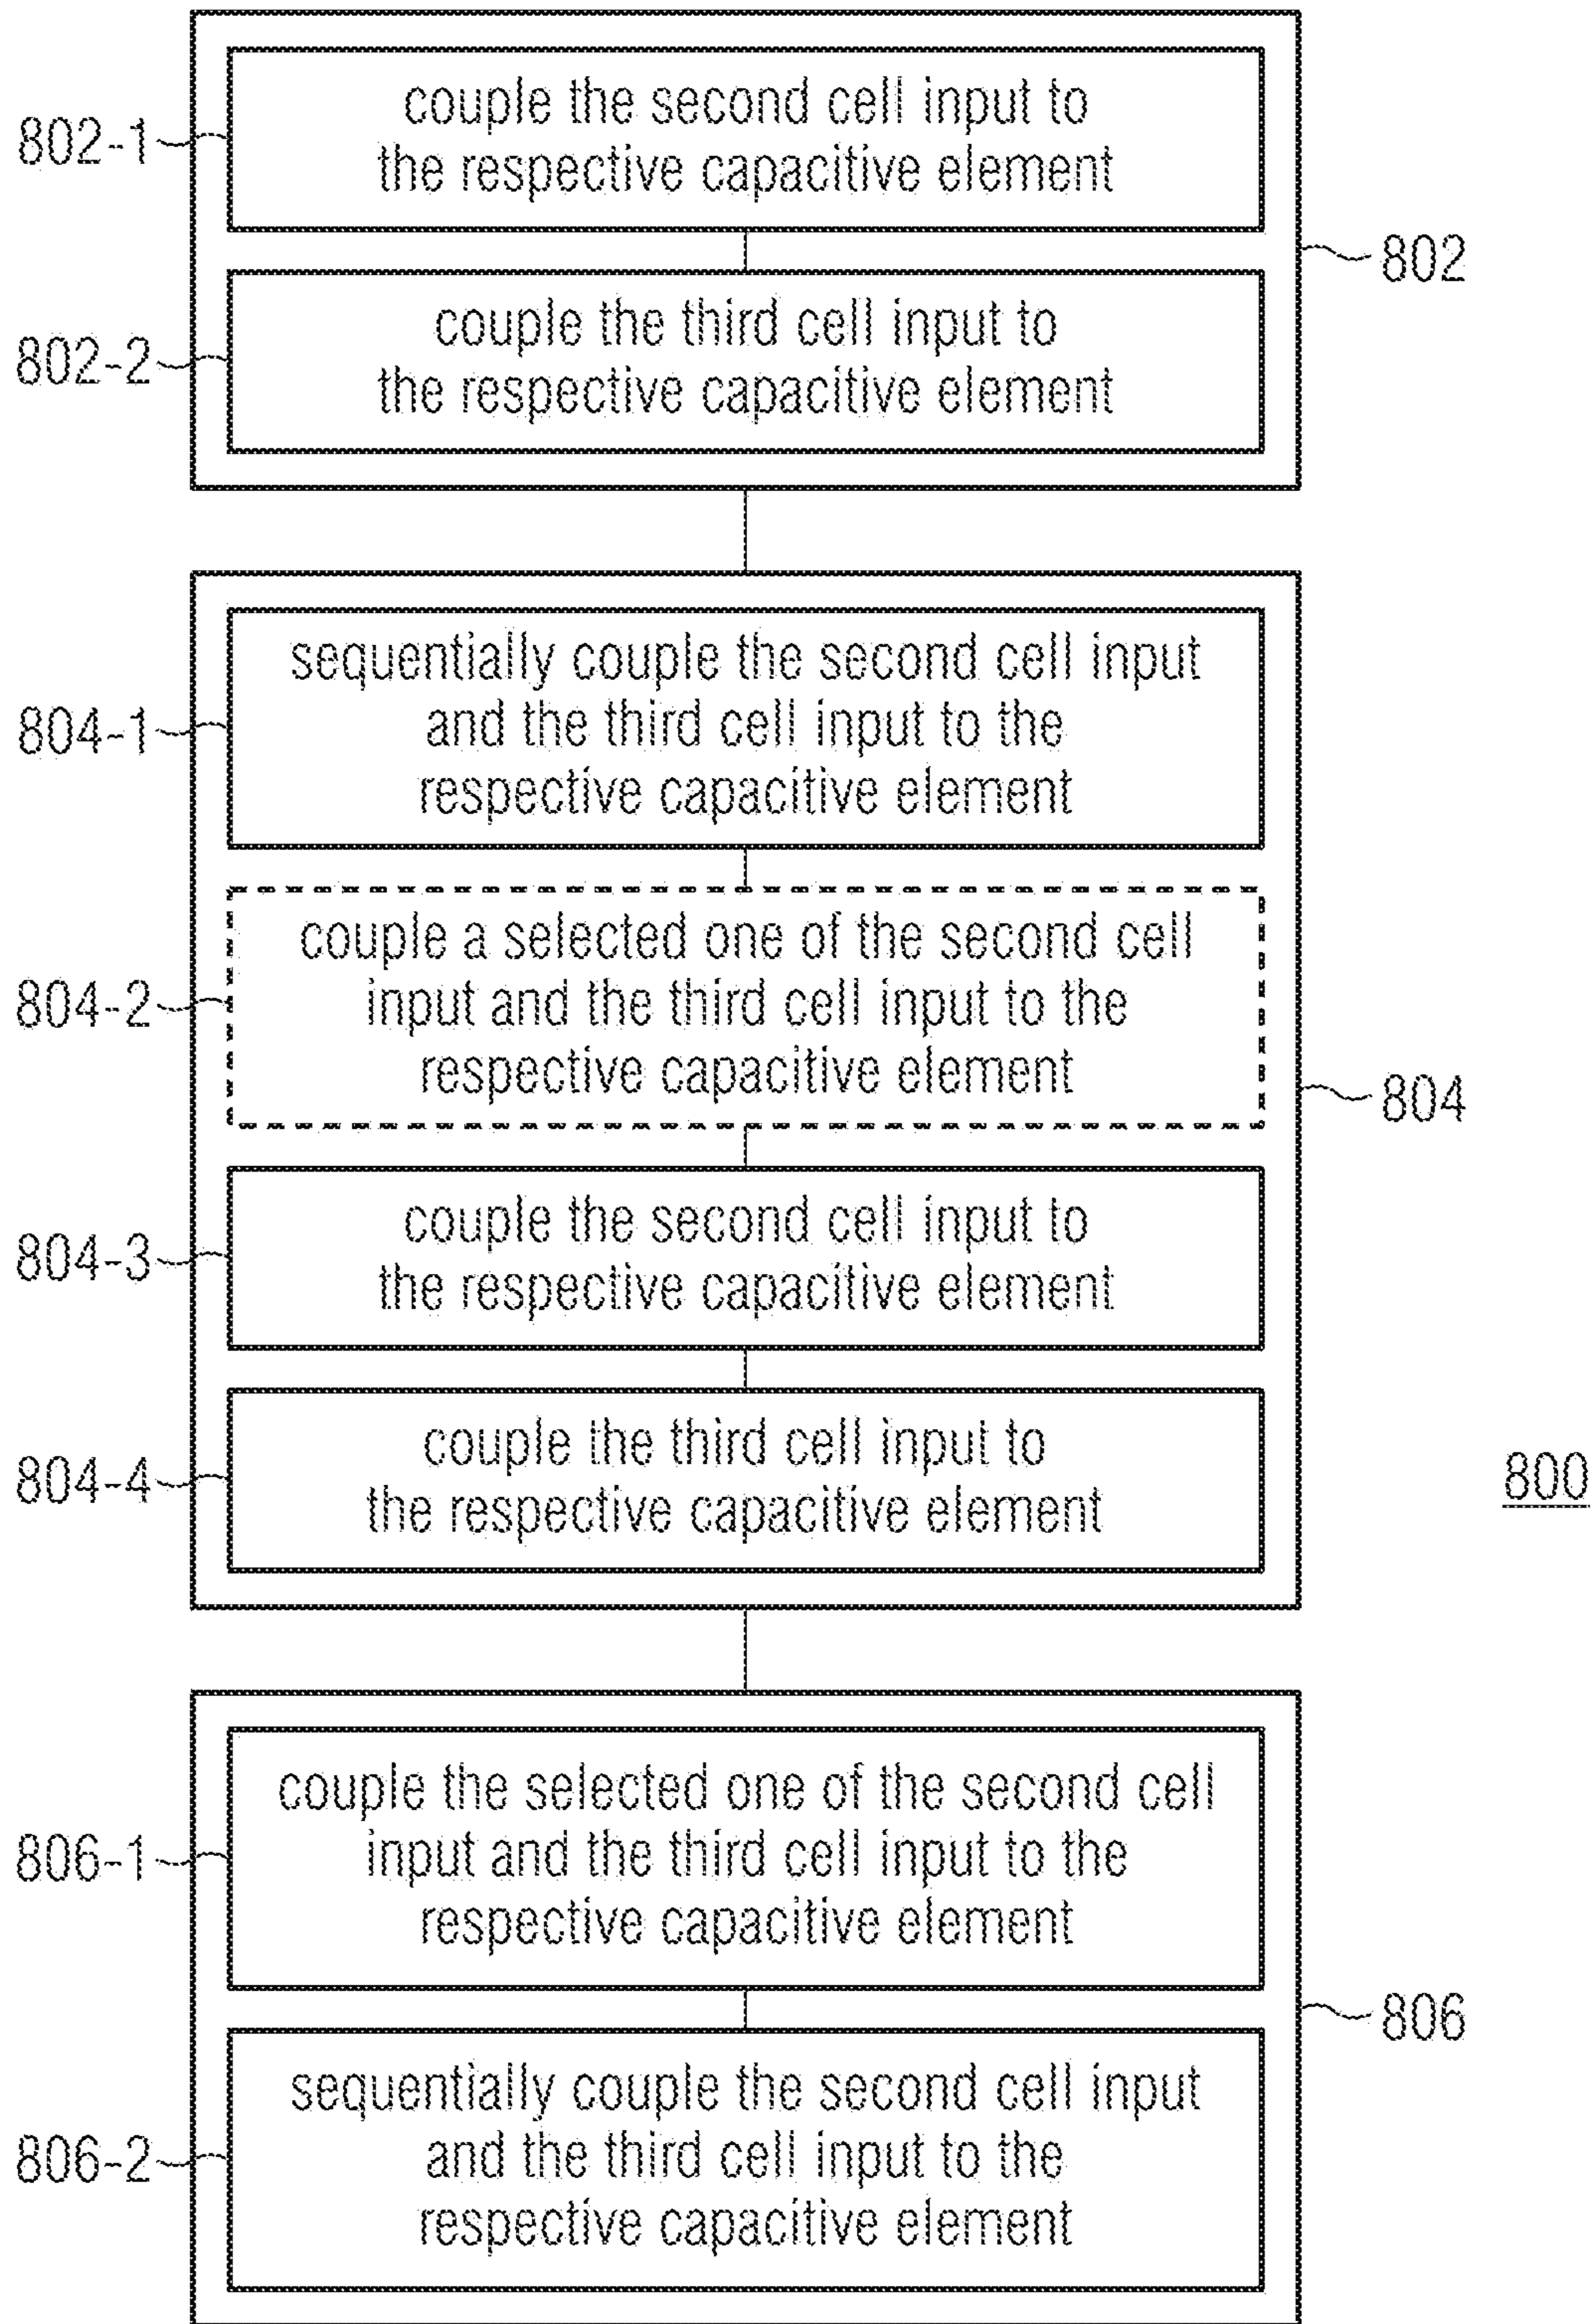 802-1
couple the second cell input to
the respective capacitive element
802
802-2
couple the third cell input to
the respective capacitive element
804-1
sequentially couple the second cell input
and the third cell input to the
respective capacitive element
804-2
couple a selected one of the second cell
input and the third cell input to the
respective capacitive element
804
804-3
couple the second cell input to
the respective capacitive element
804-4
couple the third cell input to
the respective capacitive element
800
806-1
couple the selected one of the second cell
input and the third cell input to the
respective capacitive element
806
806-2
sequentially couple the second cell input
and the third cell input to the
respective capacitive element